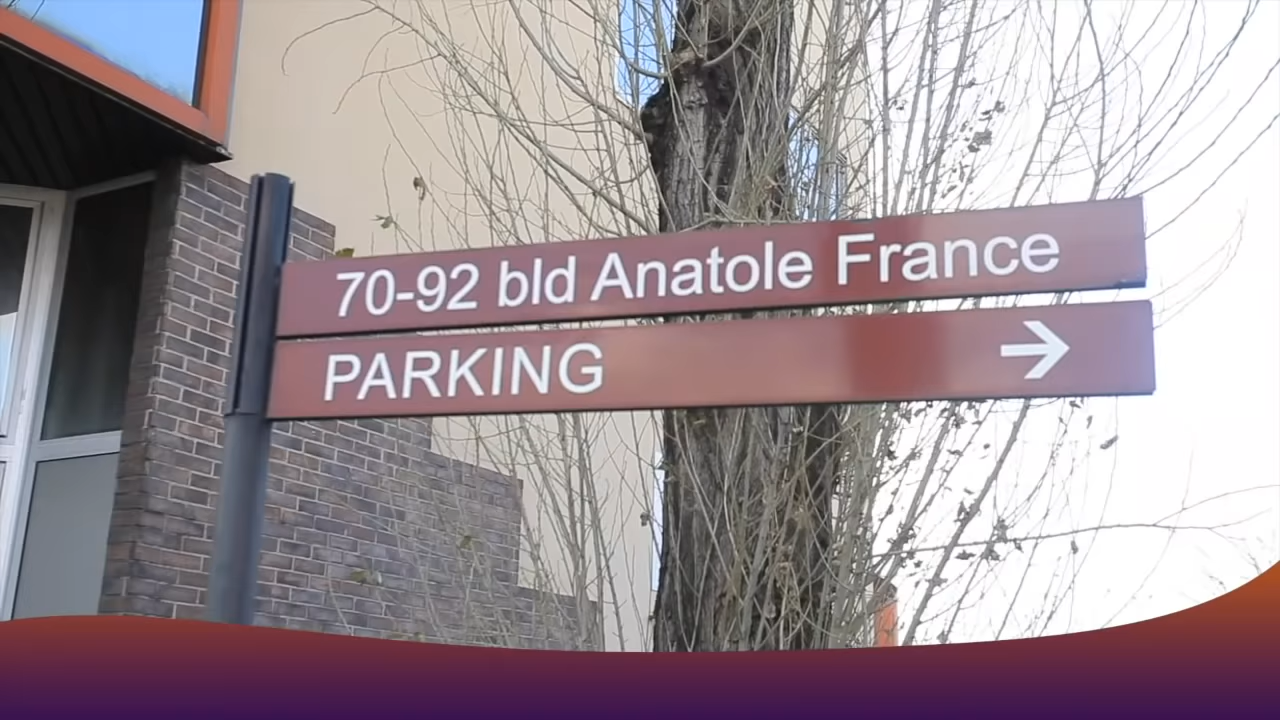 70-92 bld Anatole France
PARKING →